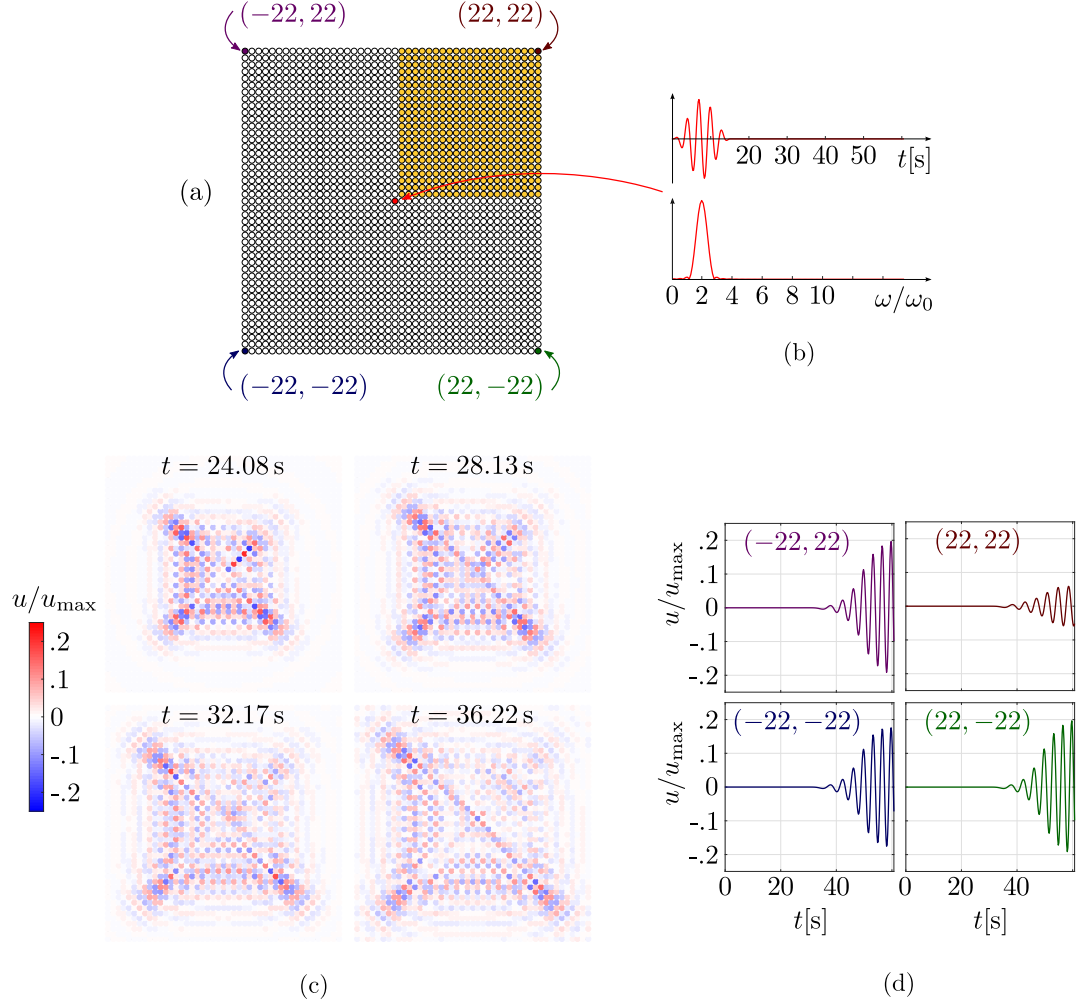 (−22, 22)
(22, 22)
(a)
(−22, −22)
(22, −22)
20 30 40 50 t[s]
0 2 4 6 8 10 ω/ω0
(b)
t = 24.08 s
t = 28.13 s
u/umax
.2
.1
0
-.1
-.2
t = 32.17 s
t = 36.22 s
(c)
u/umax
.2
.1
0
-.1
-.2
(−22, 22)
(22, 22)
u/umax
.2
.1
0
-.1
-.2
(−22, −22)
(22, −22)
0 20 40
0 20 40
t[s]
t[s]
(d)